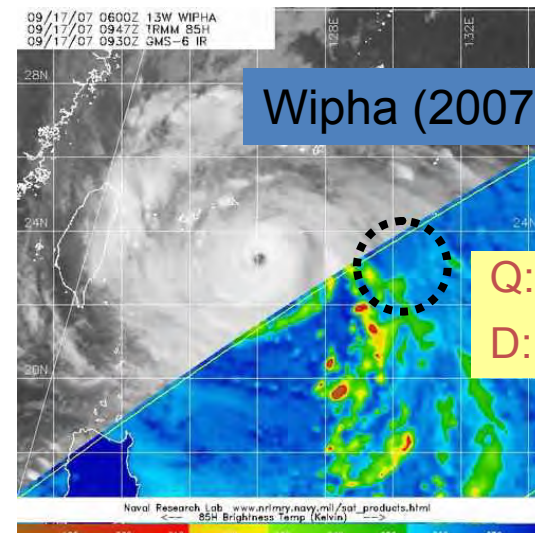 09/17/07 0600Z 13W WIPHA
09/17/07 0947Z TRMM 85H
09/17/07 0930Z GMS-6 IR
128E
132E
28N
Wipha (2007
24N
24N
Q:
D:
20N
Naval Research Lab www.nrlmry.navy.mil/sat_products.html
<-- 85H Brightness Temp (Kelvin) -->